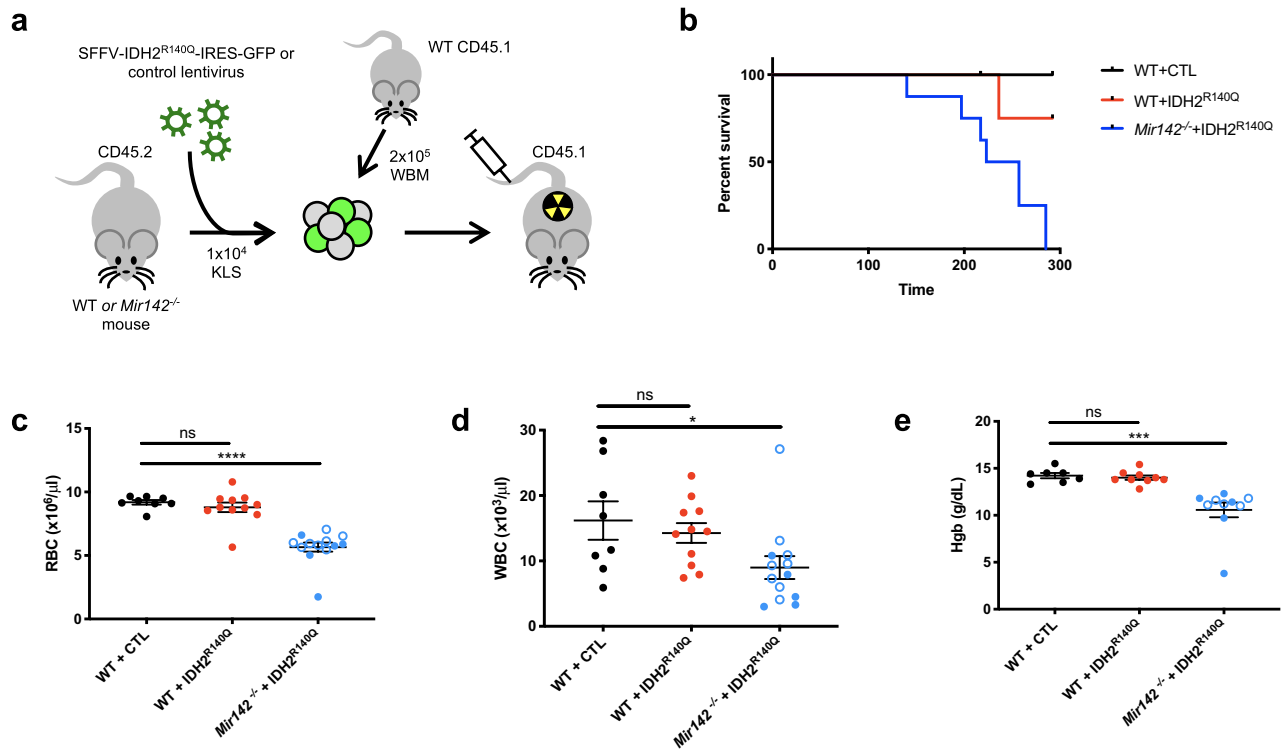 a
SFFV-IDH2R140Q-IRES-GFP or
control lentivirus
WT CD45.1
CD45.2
2x10⁵
WBM
CD45.1
1x10⁴
KLS
WT or Mir142-/-
mouse
b
Percent survival
100
50
0
0 100 200 300
Time
WT+CTL
WT+IDH2R140Q
Mir142-/-+IDH2R140Q
c
RBC (x10⁶/µl)
15
10
5
0
ns
****
WT + CTL
WT + IDH2R140Q
Mir142 -/- + IDH2R140Q
d
WBC (x10³/µl)
30
20
10
0
ns
*
WT + CTL
WT + IDH2R140Q
Mir142 -/- + IDH2R140Q
e
Hgb (g/dL)
20
15
10
5
0
ns
***
WT + CTL
WT + IDH2R140Q
Mir142 -/- + IDH2R140Q